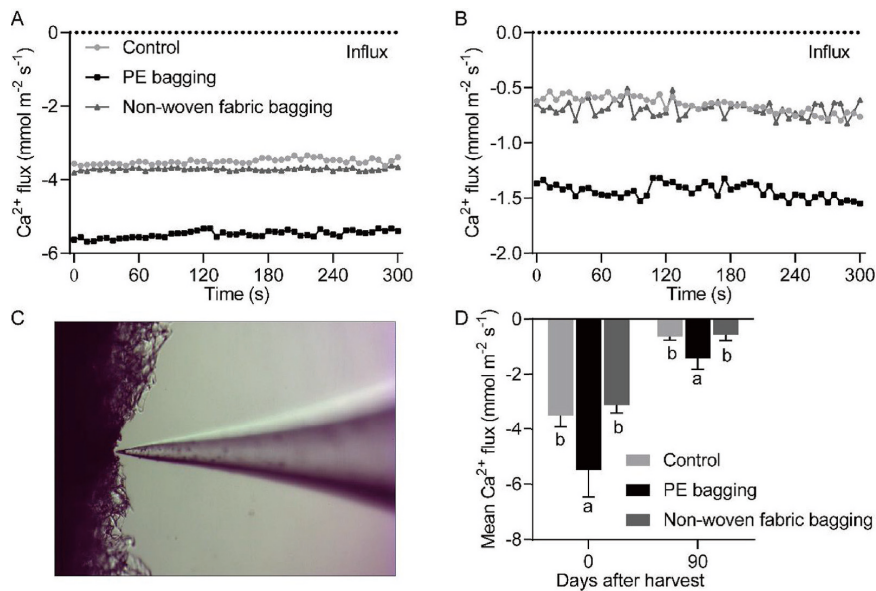 A
Ca2+ flux (mmol m−2 s−1)
0
-2
-4
-6
Influx
Control
PE bagging
Non-woven fabric bagging
0 60 120 180 240 300
Time (s)
B
Ca2+ flux (mmol m−2 s−1)
0.0
-0.5
-1.0
-1.5
-2.0
Influx
0 60 120 180 240 300
Time (s)
C
D
Mean Ca2+ flux (mmol m−2 s−1)
0
-2
-4
-6
-8
b a b b a b
Control
PE bagging
Non-woven fabric bagging
0 90
Days after harvest